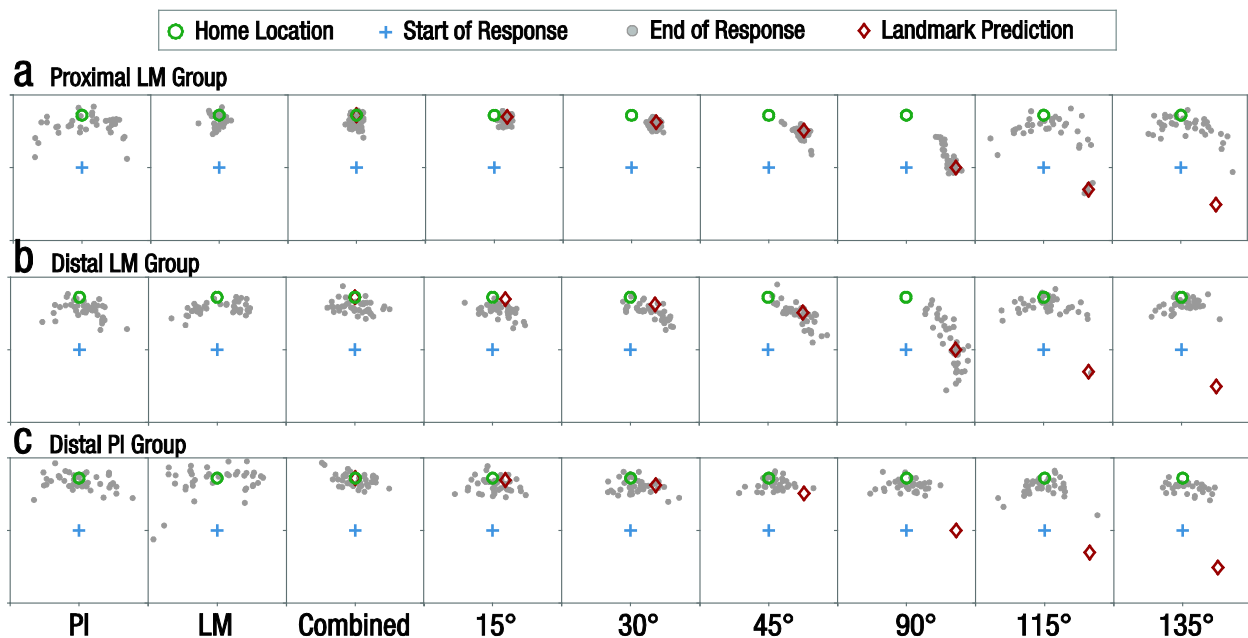 Home Location Start of Response End of Response Landmark Prediction
a Proximal LM Group
b Distal LM Group
c Distal PI Group
PI LM Combined 15° 30° 45° 90° 115° 135°